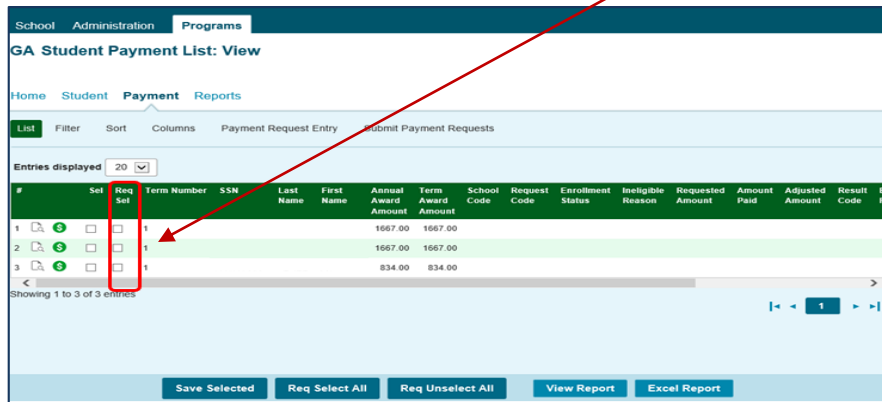 School Administration Programs
GA Student Payment List: View
Home Student Payment Reports
List Filter Sort Columns Payment Request Entry Submit Payment Requests
Entries displayed 20
# Sel Req Sel Term Number SSN Last Name First Name Annual Award Amount Term Award Amount School Code Request Code Enrollment Status Ineligible Reason Requested Amount Amount Paid Adjusted Amount Result Code
1 $ 1 1667.00 1667.00
2 $ 1 1667.00 1667.00
3 $ 1 834.00 834.00
Showing 1 to 3 of 3 entries
1
Save Selected Req Select All Req Unselect All View Report Excel Report